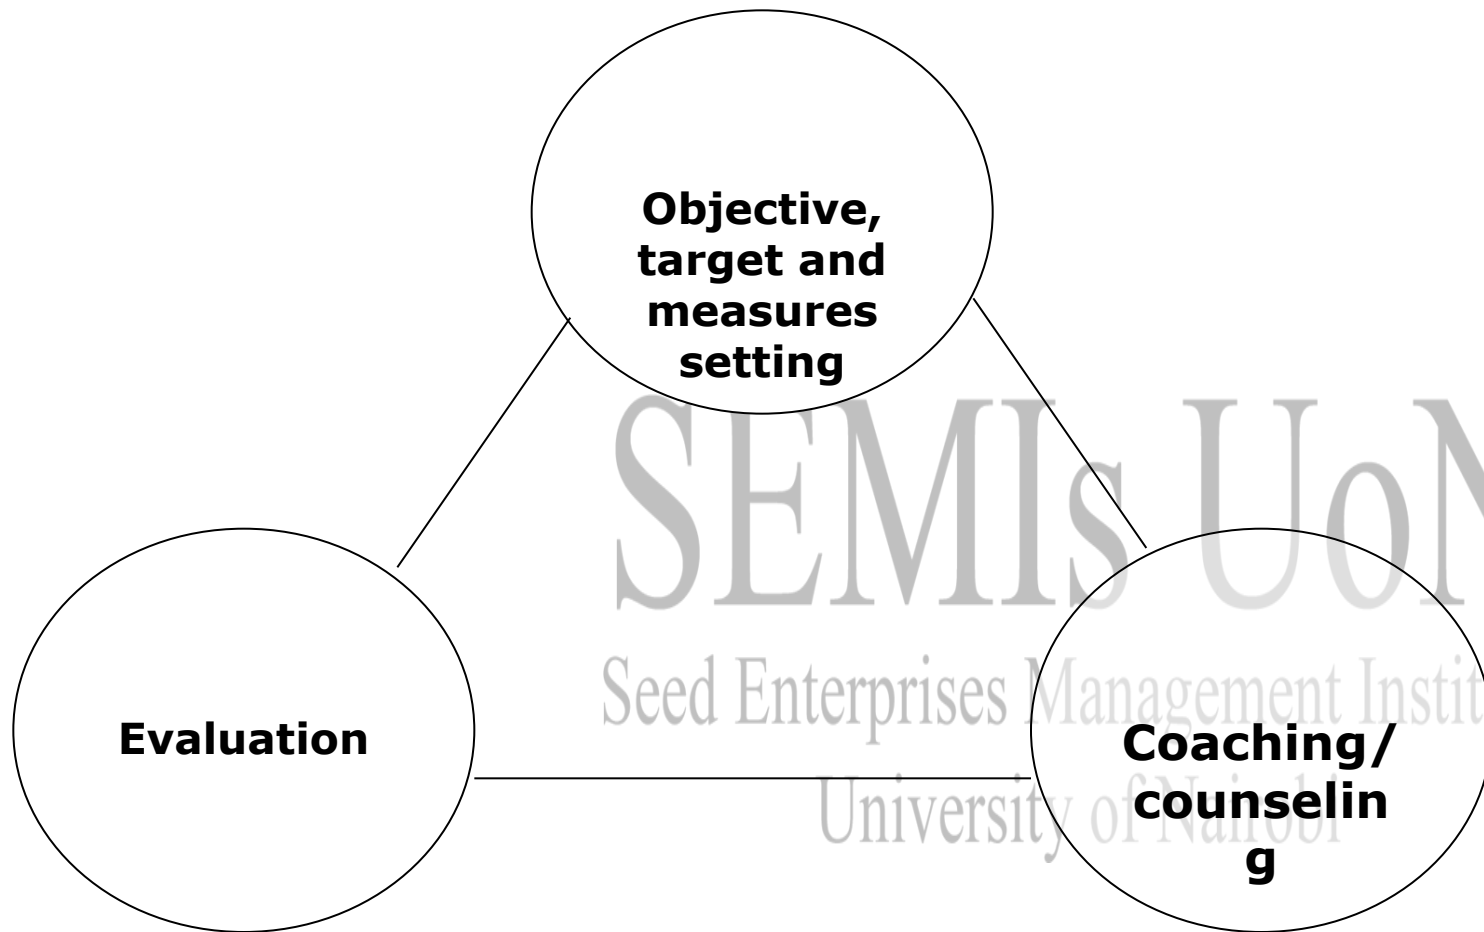 Objective,
target and
measures
setting
SEMIs UoN
Seed Enterprises Management Instit
University of Nairobi
Evaluation
Coaching/
counselin
g